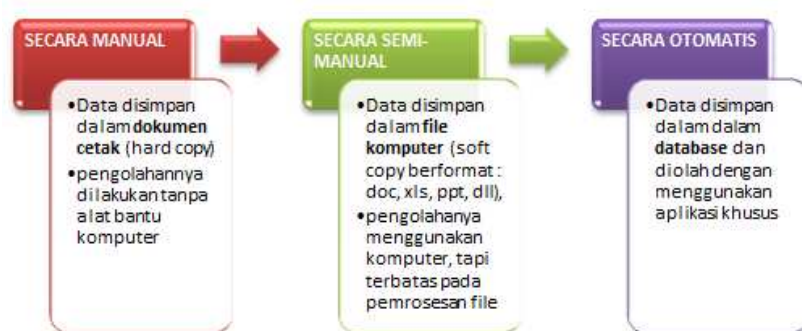 SECARA MANUAL
•Data disimpan
dalam dokumen
cetak (hard copy)
•pengolahannya
dilakukan tanpa
alat bantu
komputer
SECARA SEMI-
MANUAL
•Data disimpan
dalam file
komputer (soft
copy berformat :
doc, xls, ppt, dll),
•pengolahanya
menggunakan
komputer, tapi
terbatas pada
pemrosesan file
SECARA OTOMATIS
•Data disimpan
dalam dalam
database dan
diolah dengan
menggunakan
aplikasi khusus